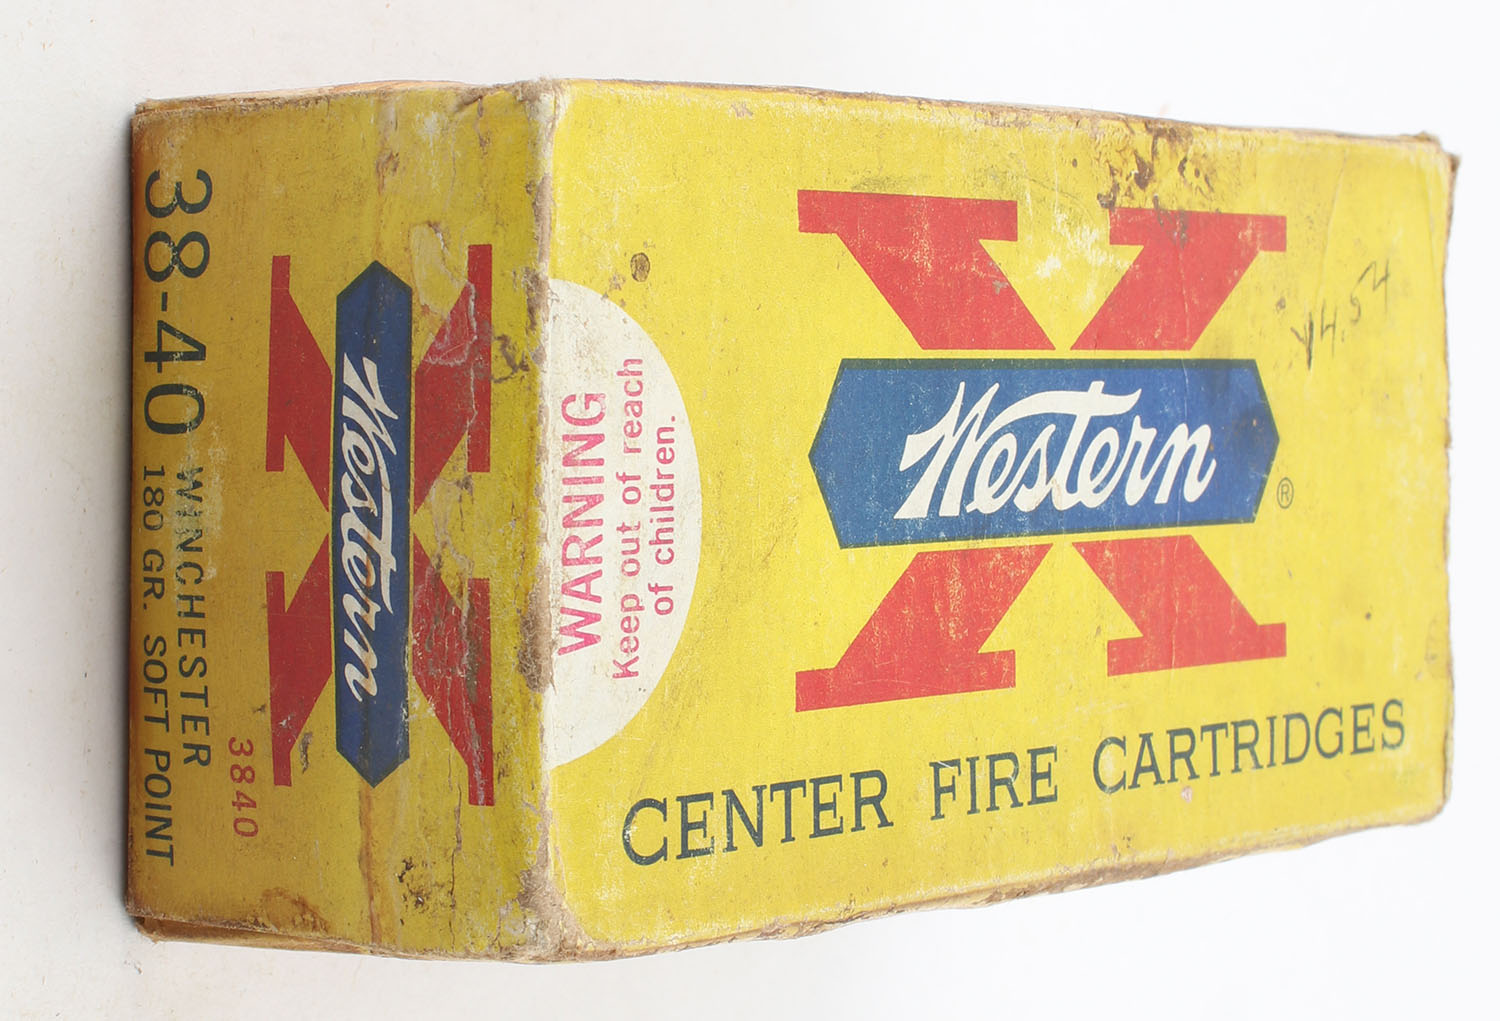 Western
®
CENTER FIRE CARTRIDGES
WARNING
Keep out of reach
of children.
Western
3840
38-40 WINCHESTER
180 GR. SOFT POINT